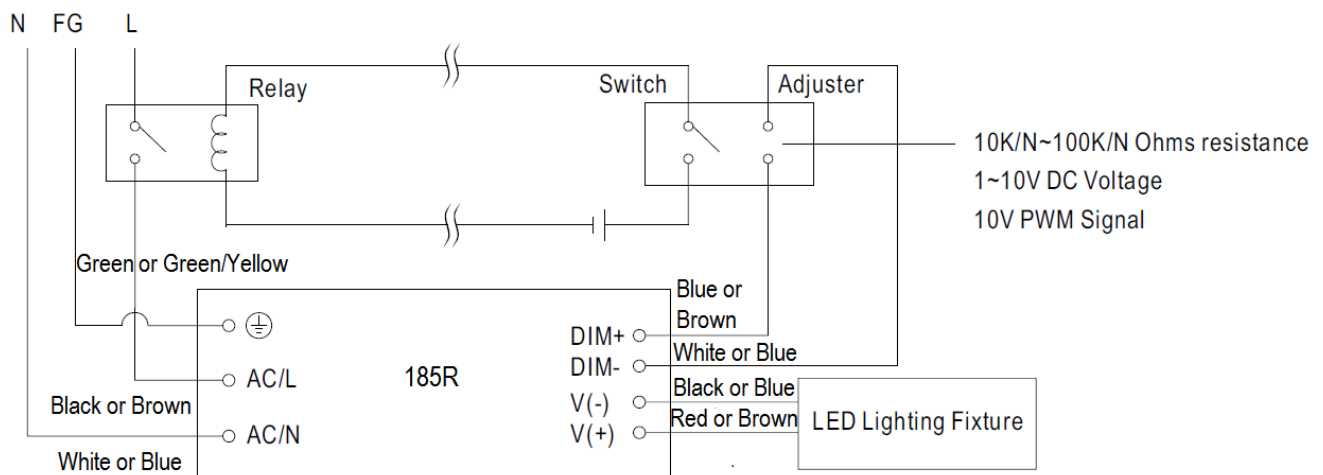 N FG L
Relay
Switch
Adjuster
10K/N~100K/N Ohms resistance
1~10V DC Voltage
10V PWM Signal
Green or Green/Yellow
Blue or
Brown
DIM+
White or Blue
DIM-
AC/L
185R
Black or Blue
V(-)
Black or Brown
Red or Brown
V(+)
LED Lighting Fixture
AC/N
White or Blue